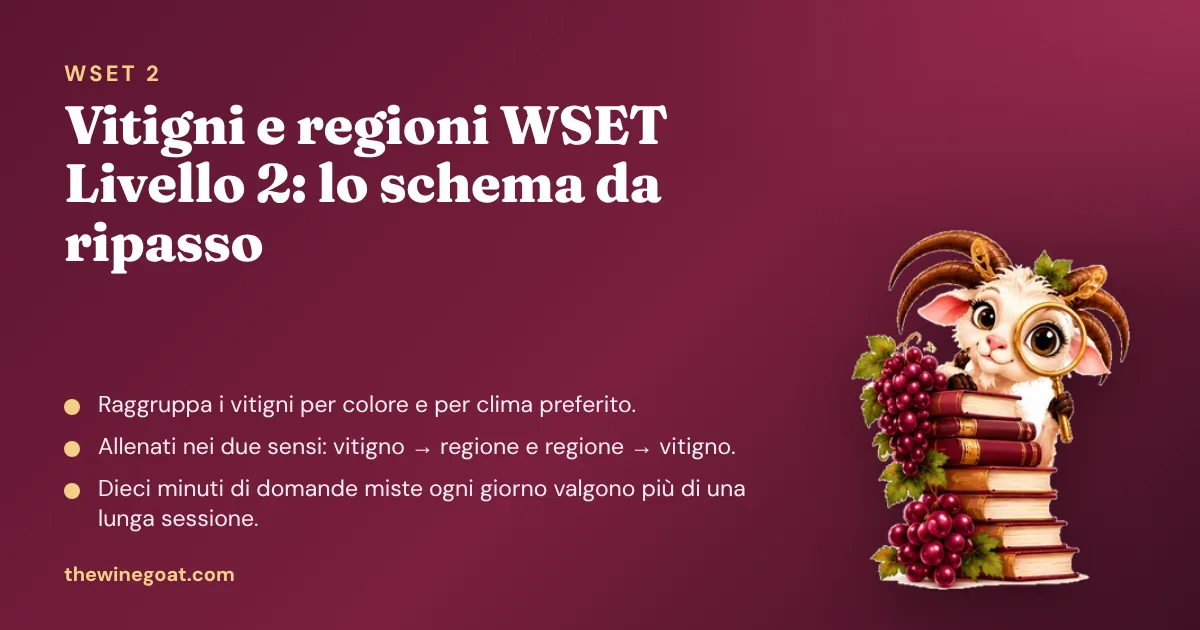 WSET 2
Vitigni e regioni WSET
Livello 2: lo schema da
ripasso
Raggruppa i vitigni per colore e per clima preferito.
Allenati nei due sensi: vitigno → regione e regione → vitigno.
Dieci minuti di domande miste ogni giorno valgono più di una
lunga sessione.
thewinegoat.com